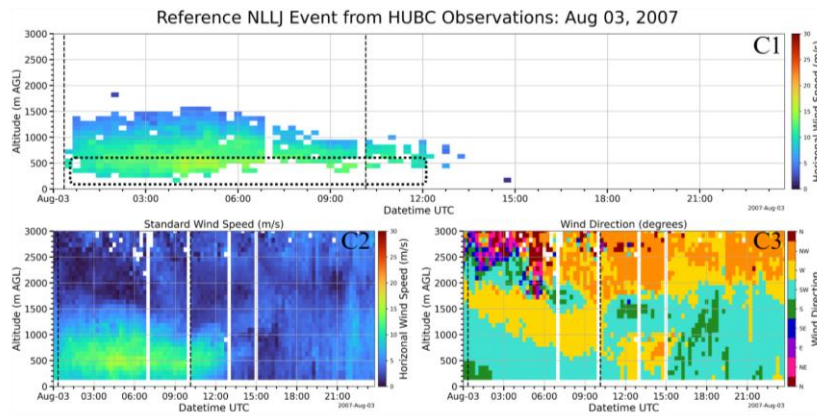 Reference NLLJ Event from HUBC Observations: Aug 03, 2007
C1
3000
2500
2000
1500
1000
500
0
Altitude (m AGL)
Aug-03 03:00 06:00 09:00 12:00 15:00 18:00 21:00
Datetime UTC
2007-Aug-03
30
25
20
15
10
5
0
Horizonal Wind Speed (m/s)
Standard Wind Speed (m/s)
C2
3000
2500
2000
1500
1000
500
0
Altitude (m AGL)
Aug-03 03:00 06:00 09:00 12:00 15:00 18:00 21:00
Datetime UTC
2007-Aug-03
30
25
20
15
10
5
0
Horizonal Wind Speed (m/s)
Wind Direction (degrees)
C3
3000
2500
2000
1500
1000
500
0
Altitude (m AGL)
Aug-03 03:00 06:00 09:00 12:00 15:00 18:00 21:00
Datetime UTC
2007-Aug-03
N
NW
W
SW
S
SE
E
NE
N
Wind Direction